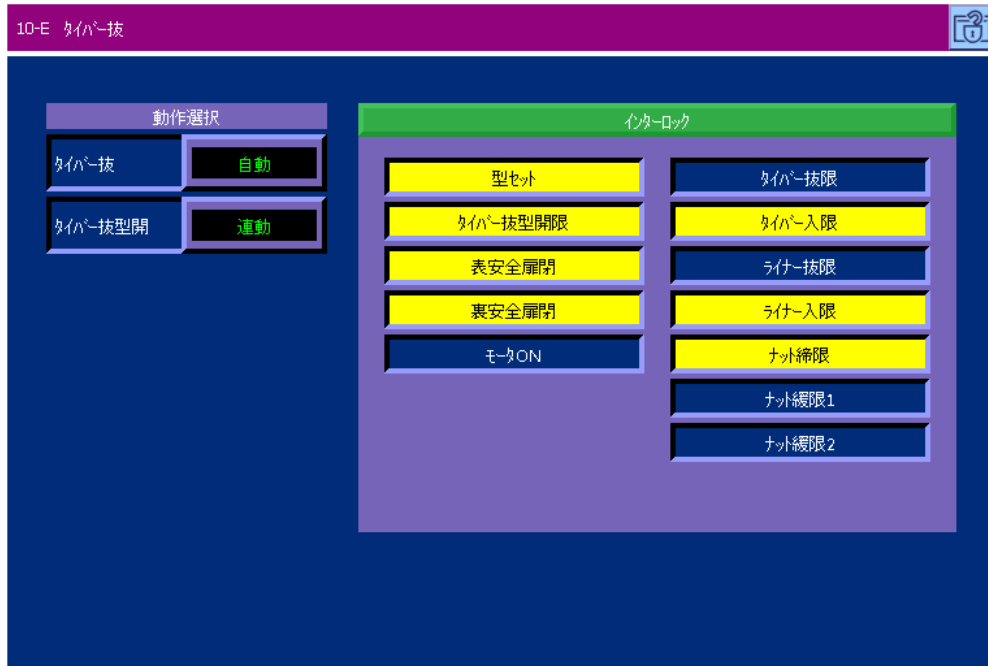 10-E ﾀｲﾊﾞｰ抜
動作選択
ﾀｲﾊﾞｰ抜 自動
ﾀｲﾊﾞｰ抜型開 連動
ｲﾝﾀｰﾛｯｸ
型ｾｯﾄ
ﾀｲﾊﾞｰ抜型開限
表安全扉閉
裏安全扉閉
ﾓｰﾀON
ﾀｲﾊﾞｰ抜限
ﾀｲﾊﾞｰ入限
ﾗｲﾅｰ抜限
ﾗｲﾅｰ入限
ﾅｯﾄ締限
ﾅｯﾄ緩限1
ﾅｯﾄ緩限2